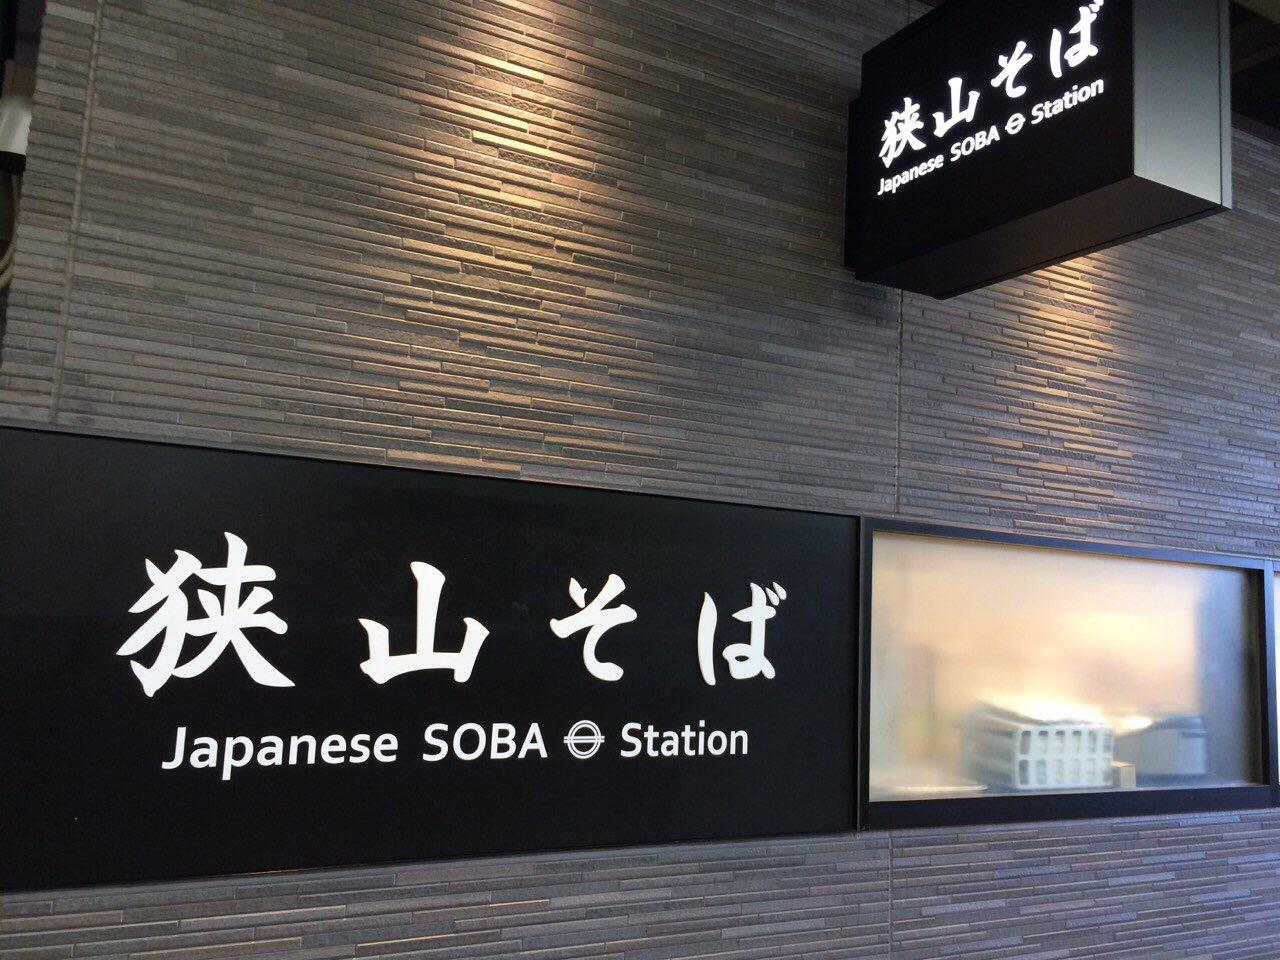 狭山そば
Japanese SOBA Station
狭山そば
Japanese SOBA Station